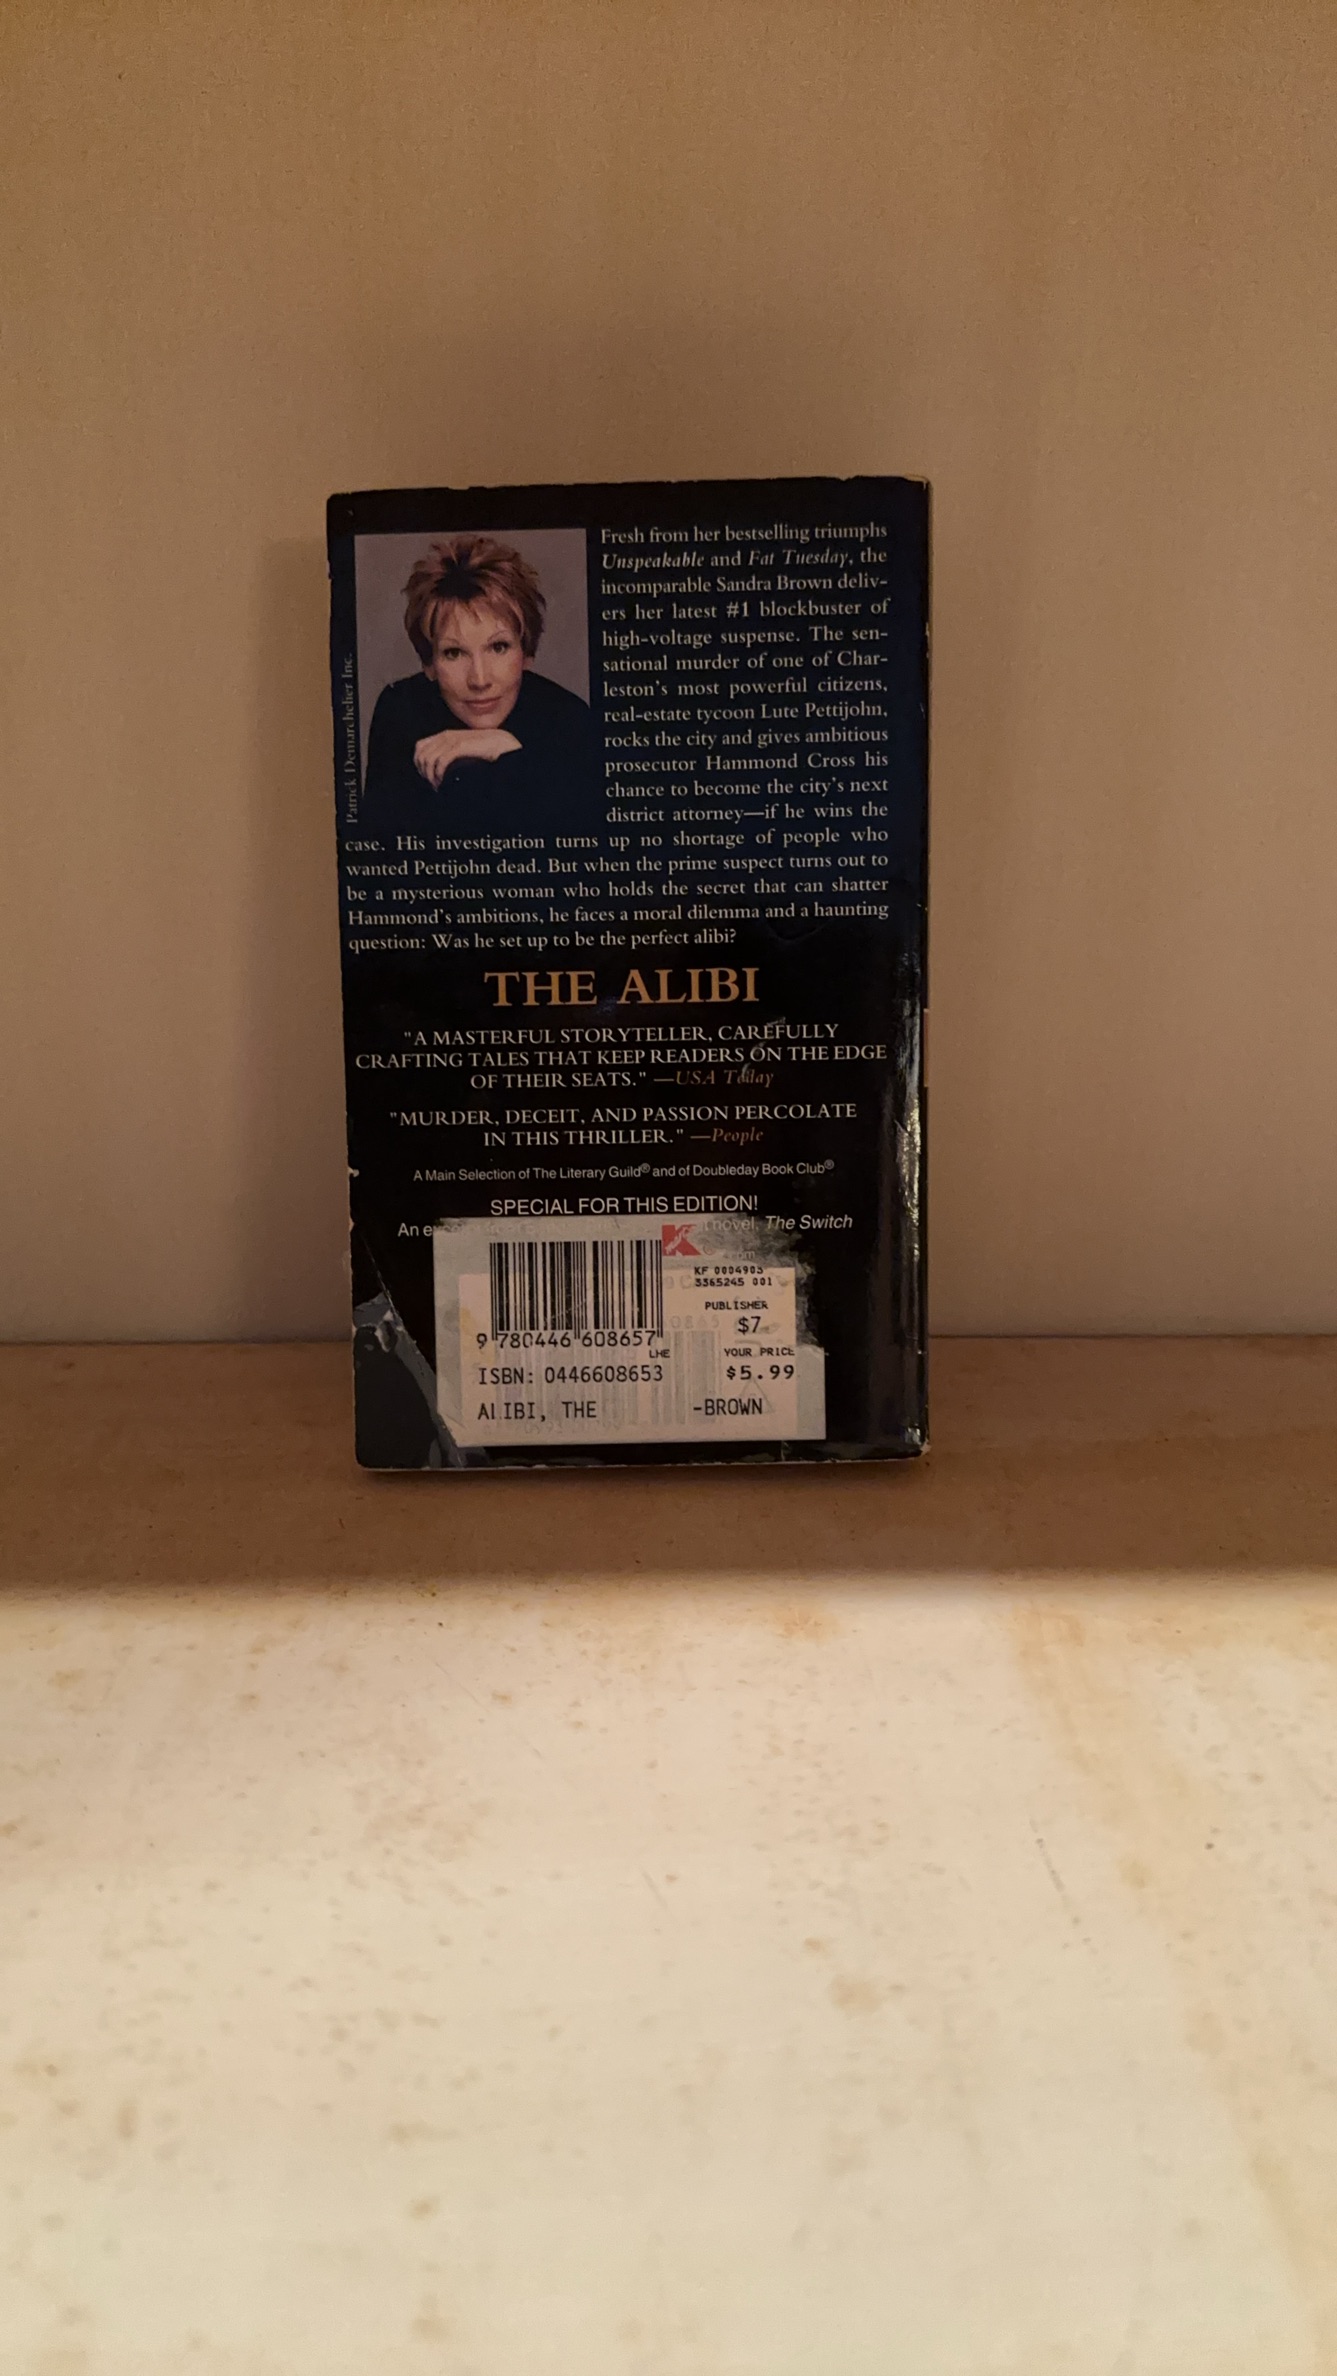 Patrick Demarchelier Inc.
Fresh from her bestselling triumphs
Unspeakable and Fat Tuesday, the
incomparable Sandra Brown deliv-
ers her latest #1 blockbuster of
high-voltage suspense. The sen-
sational murder of one of Char-
leston's most powerful citizens,
real-estate tycoon Lute Pettijohn,
rocks the city and gives ambitious
prosecutor Hammond Cross his
chance to become the city's next
district attorney—if he wins the
case. His investigation turns up no shortage of people who
wanted Pettijohn dead. But when the prime suspect turns out to
be a mysterious woman who holds the secret that can shatter
Hammond's ambitions, he faces a moral dilemma and a haunting
question: Was he set up to be the perfect alibi?
THE ALIBI
"A MASTERFUL STORYTELLER, CAREFULLY
CRAFTING TALES THAT KEEP READERS ON THE EDGE
OF THEIR SEATS." —USA Today
"MURDER, DECEIT, AND PASSION PERCOLATE
IN THIS THRILLER." —People
A Main Selection of The Literary Guild® and of Doubleday Book Club®
SPECIAL FOR THIS EDITION!
An novel, The Switch
K
KF 0004903
3365245 001
PUBLISHER
$7
9 780446 608657
LHE
YOUR PRICE
ISBN: 0446608653
$5.99
ALIBI, THE -BROWN